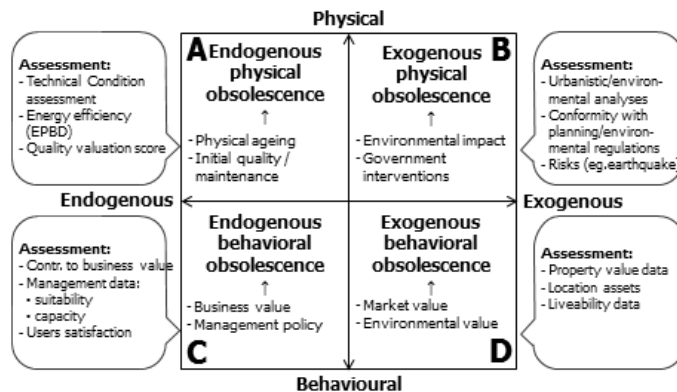 Physical
A
Endogenous
physical
obsolescence
↑
- Physical ageing
- Initial quality /
maintenance
B
Exogenous
physical
obsolescence
↑
- Environmental impact
- Government
interventions
Assessment:
- Technical Condition
assessment
- Energy efficiency
(EPBD)
- Quality valuation score
Assessment:
- Urbanistic/environ-
mental analyses
- Conformity with
planning/environ-
mental regulations
- Risks (eg.earthquake)
Endogenous
Exogenous
Assessment:
- Contr. to business value
- Management data:
• suitability
• capacity
- Users satisfaction
Endogenous
behavioral
obsolescence
↑
- Business value
- Management policy
C
Exogenous
behavioral
obsolescence
↑
- Market value
- Environmental value
D
Assessment:
- Property value data
- Location assets
- Liveability data
Behavioural